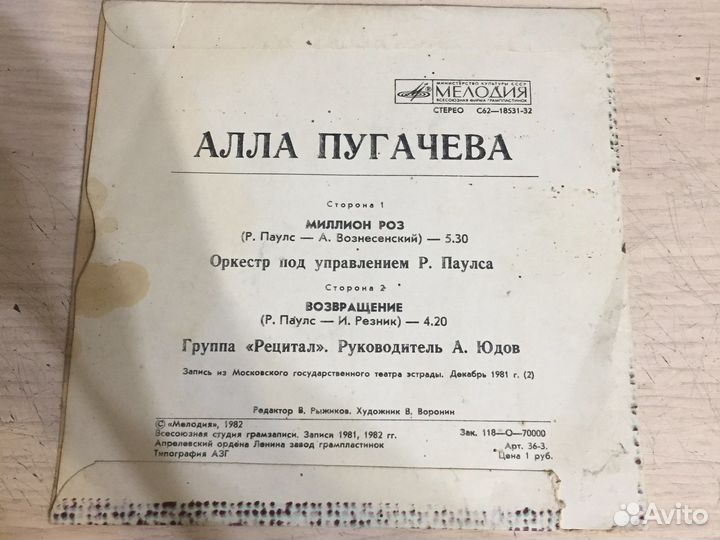 МИНИСТЕРСТВО КУЛЬТУРЫ СССР
МЕЛОДИЯ
ВСЕСОЮЗНАЯ ФИРМА ГРАМПЛАСТИНОК
СТЕРЕО С62—18531-32
АЛЛА ПУГАЧЕВА
Сторона 1
МИЛЛИОН РОЗ
(Р. Паулс — А. Вознесенский) — 5.30
Оркестр под управлением Р. Паулса
Сторона 2
ВОЗВРАЩЕНИЕ
(Р. Паулс — И. Резник) — 4.20
Группа «Рецитал». Руководитель А. Юдов
Запись из Московского государственного театра эстрады. Декабрь 1981 г. (2)
Редактор В. Рыжиков. Художник В. Воронин
© «Мелодия», 1982
Всесоюзная студия грамзаписи. Записи 1981, 1982 гг.
Апрелевский ордена Ленина завод грампластинок
Типография АЗГ
Зак. 118—О—70000
Арт. 36-3.
Цена 1 руб.
Avito